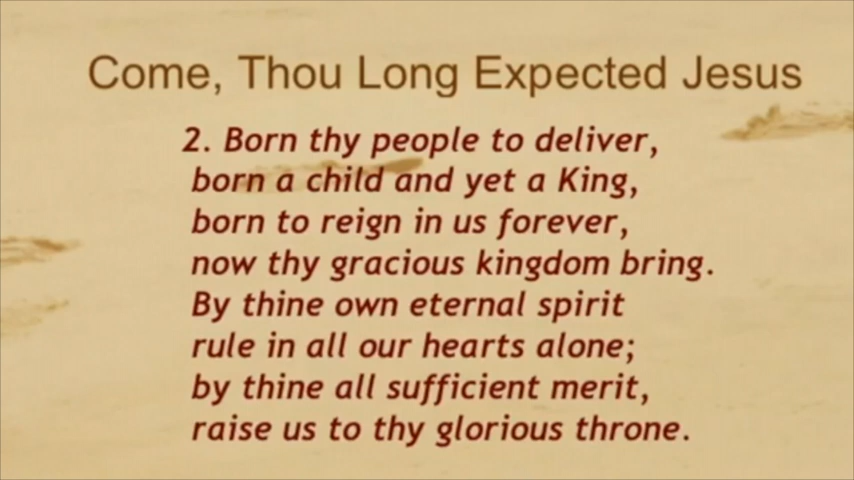 Come, Thou Long Expected Jesus
2. Born thy people to deliver,
born a child and yet a King,
born to reign in us forever,
now thy gracious kingdom bring.
By thine own eternal spirit
rule in all our hearts alone;
by thine all sufficient merit,
raise us to thy glorious throne.